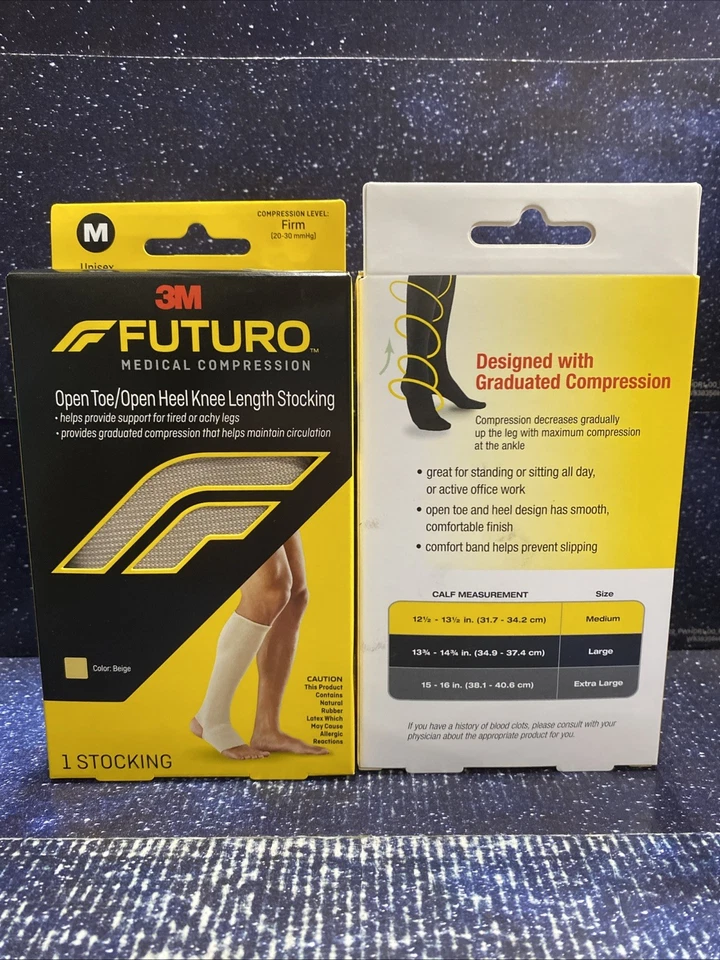 M
COMPRESSION LEVEL:
Firm
(20-30 mmHg)
Unisex
3M
FUTURO™
MEDICAL COMPRESSION
Open Toe/Open Heel Knee Length Stocking
• helps provide support for tired or achy legs
• provides graduated compression that helps maintain circulation
Color: Beige
CAUTION
This Product
Contains
Natural
Rubber
Latex Which
May Cause
Allergic
Reactions
1 STOCKING
Designed with
Graduated Compression
Compression decreases gradually
up the leg with maximum compression
at the ankle
• great for standing or sitting all day,
or active office work
• open toe and heel design has smooth,
comfortable finish
• comfort band helps prevent slipping
CALF MEASUREMENT Size
12½ - 13½ in. (31.7 - 34.2 cm) Medium
13¾ - 14¾ in. (34.9 - 37.4 cm) Large
15 - 16 in. (38.1 - 40.6 cm) Extra Large
If you have a history of blood clots, please consult with your
physician about the appropriate product for you.